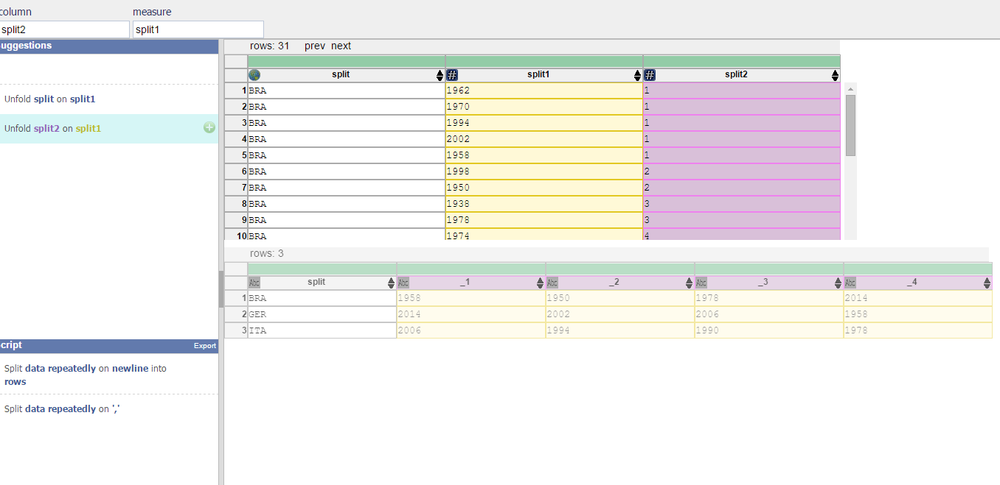 column measure
split2 split1
uggestions
rows: 31 prev next
split # split1 # split2
Unfold split on split1
Unfold split2 on split1
1 BRA 1962 1
2 BRA 1970 1
3 BRA 1994 1
4 BRA 2002 1
5 BRA 1958 1
6 BRA 1998 2
7 BRA 1950 2
8 BRA 1938 3
9 BRA 1978 3
10 BRA 1974 4
rows: 3
Abc split Abc _1 Abc _2 Abc _3 Abc _4
1 BRA 1958 1950 1978 2014
2 GER 2014 2002 2006 1958
3 ITA 2006 1994 1990 1978
cript Export
Split data repeatedly on newline into
rows
Split data repeatedly on ','